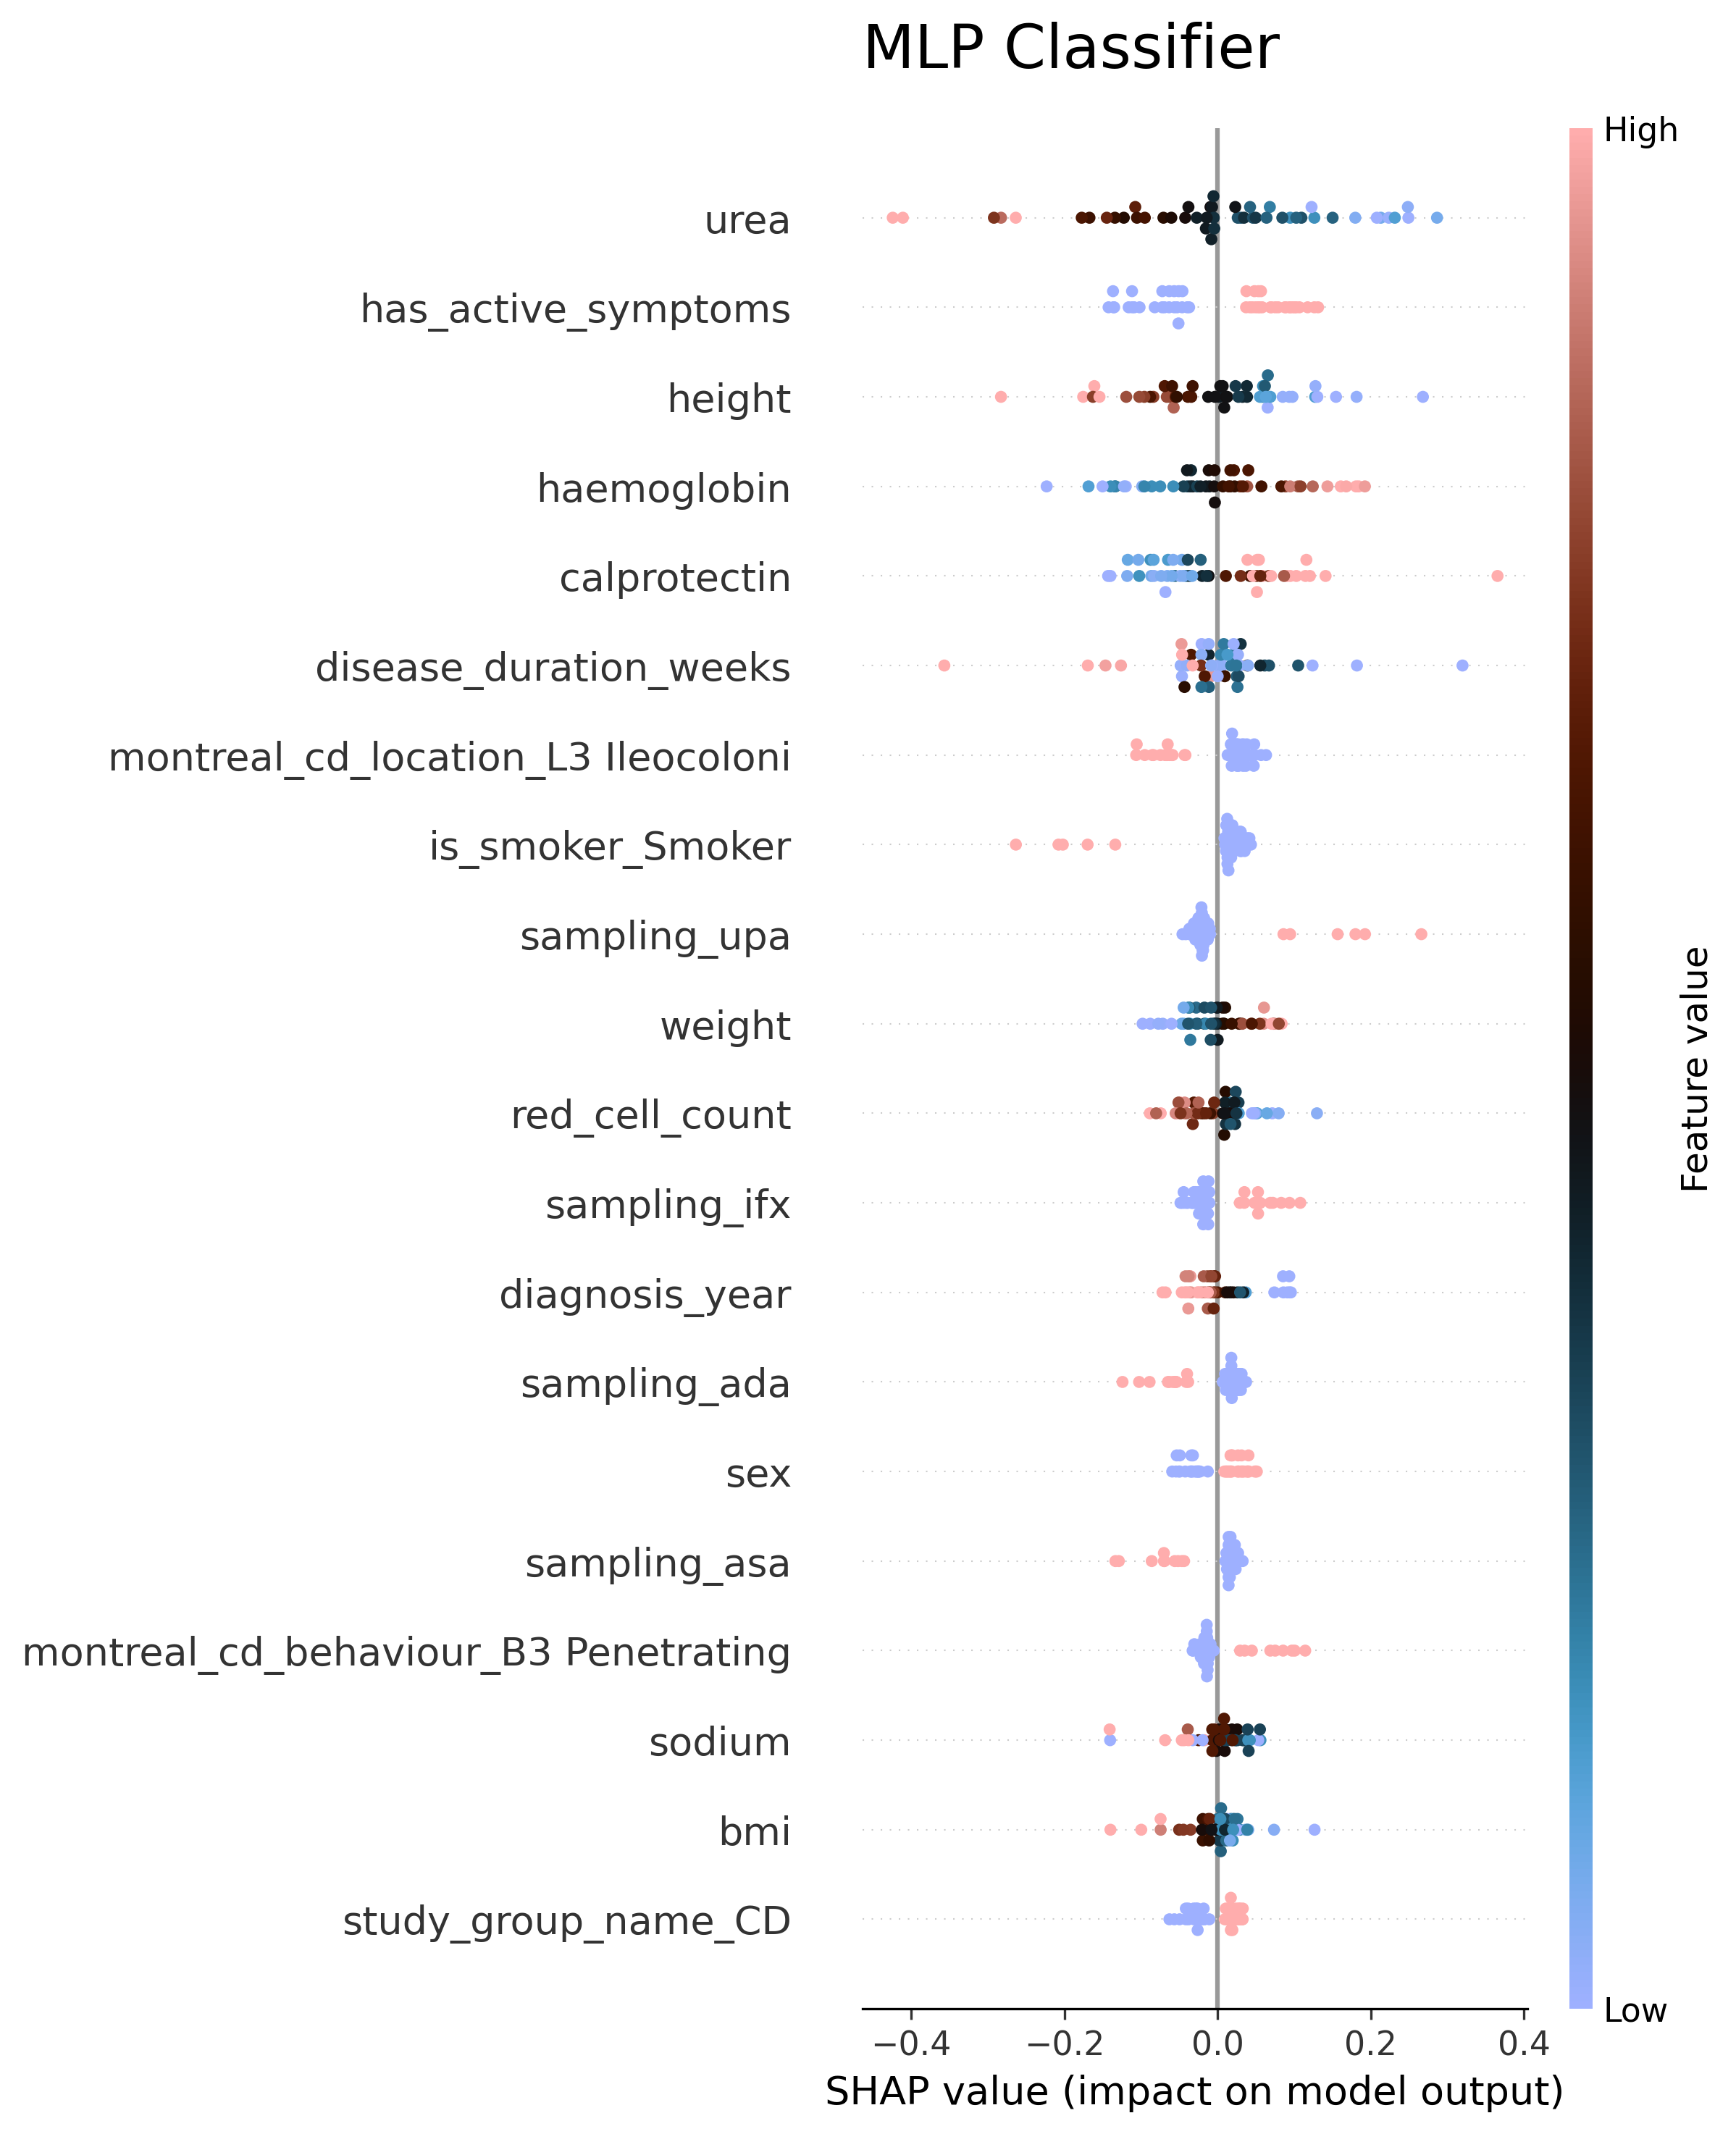 MLP Classifier
High
urea
has_active_symptoms
height
haemoglobin
calprotectin
disease_duration_weeks
montreal_cd_location_L3 Ileocoloni
is_smoker_Smoker
sampling_upa
weight
red_cell_count
sampling_ifx
diagnosis_year
sampling_ada
sex
sampling_asa
montreal_cd_behaviour_B3 Penetrating
sodium
bmi
study_group_name_CD
Feature value
Low
−0.4 −0.2 0.0 0.2 0.4
SHAP value (impact on model output)